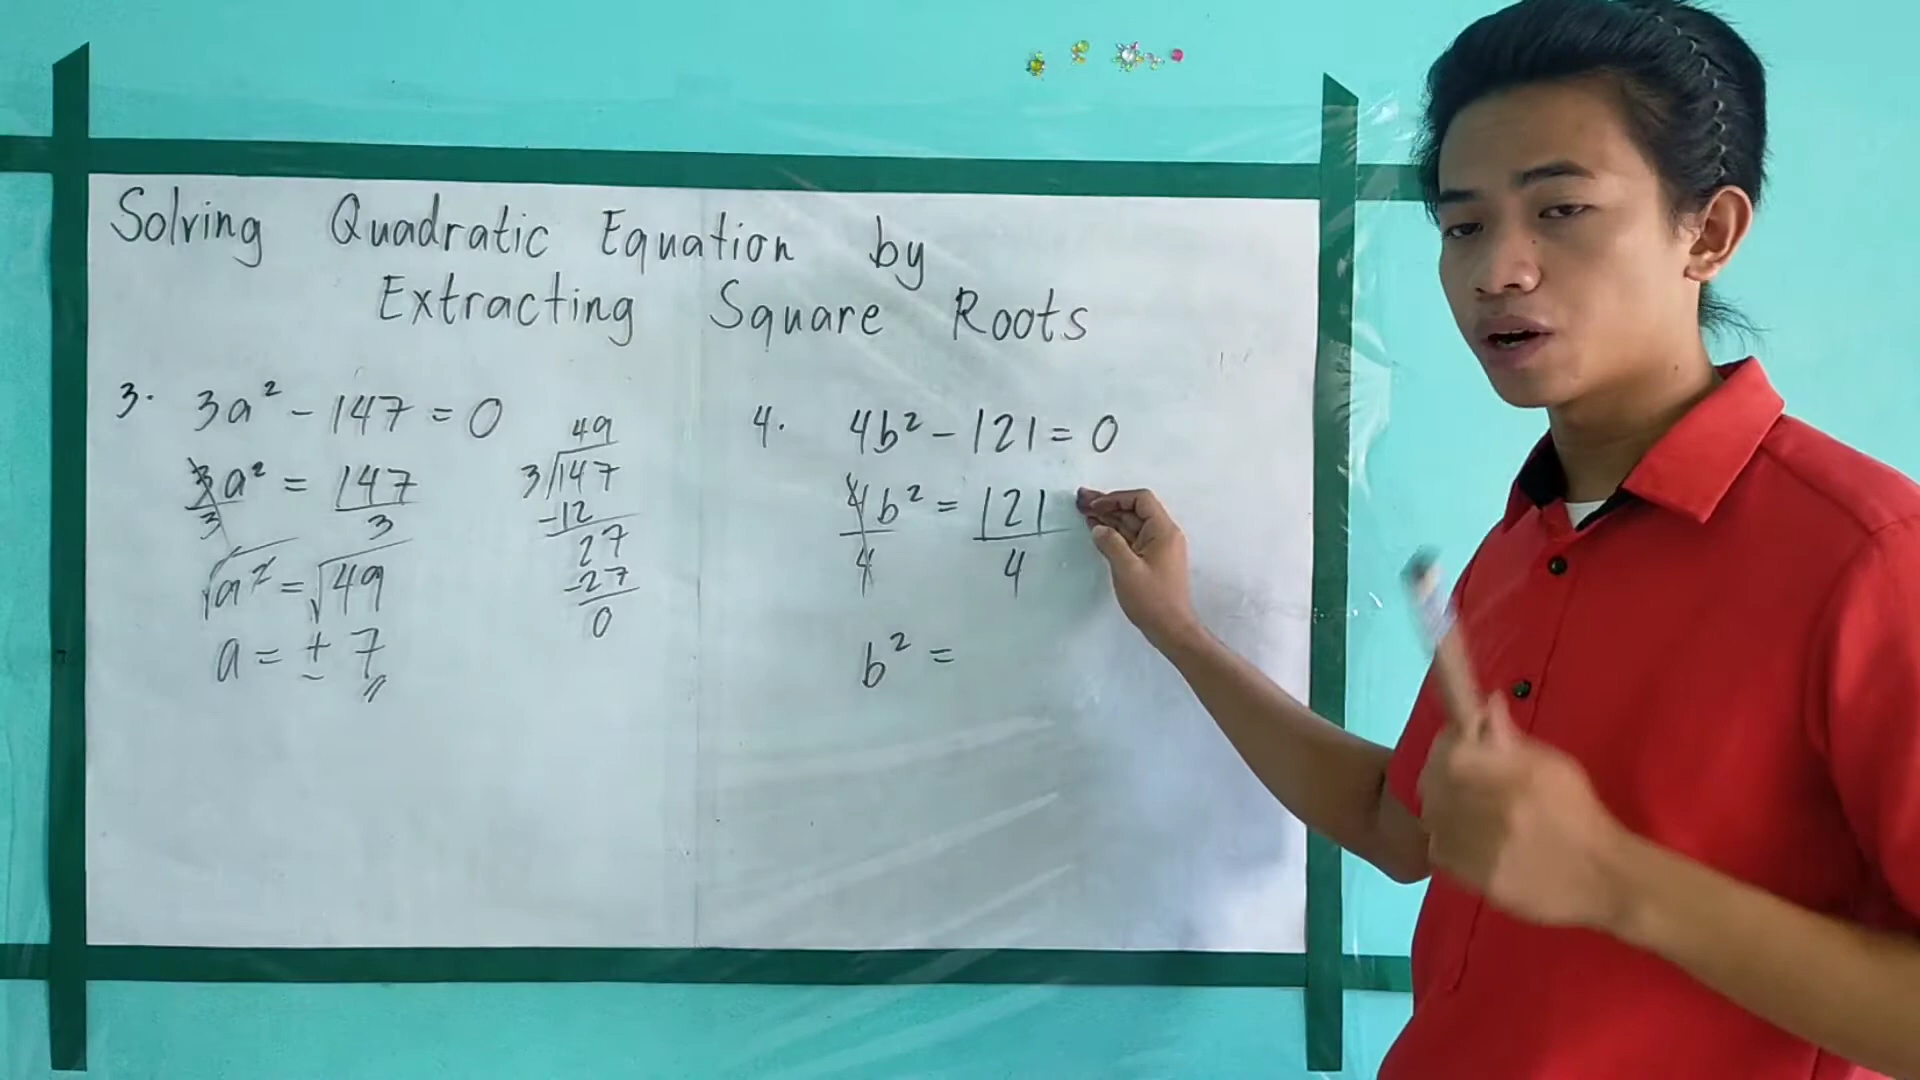 Solving Quadratic Equation by
Extracting Square Roots
3. 3a² - 147 = 0
3a² = 147
3 3
√a² = √49
a = ± 7
49
3 147
-12
27
-27
0
4. 4b² - 121 = 0
4b² = 121
4 4
b² =